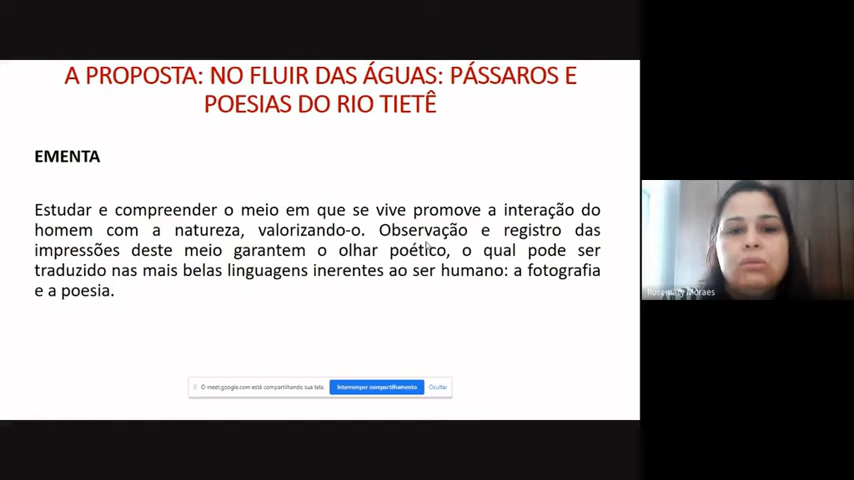 A PROPOSTA: NO FLUIR DAS ÁGUAS: PÁSSAROS E
POESIAS DO RIO TIETÊ
EMENTA
Estudar e compreender o meio em que se vive promove a interação do
homem com a natureza, valorizando-o. Observação e registro das
impressões deste meio garantem o olhar poético, o qual pode ser
traduzido nas mais belas linguagens inerentes ao ser humano: a fotografia
e a poesia.
O meet.google.com está compartilhando sua tela.
Interromper compartilhamento
Ocultar
Rosemary Moraes